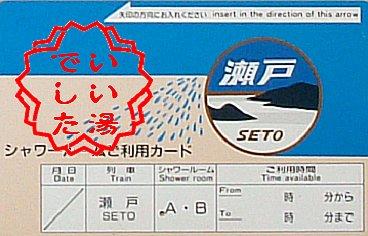 矢印の方向にお入れください insert in the direction of this arrow
いい湯
でした
瀬戸
SETO
シャワールームご利用カード
月日 列車 シャワールーム ご利用時間
Date Train Shower room Time available
瀬戸 SETO A・B
From 時 分から
To 時 分まで